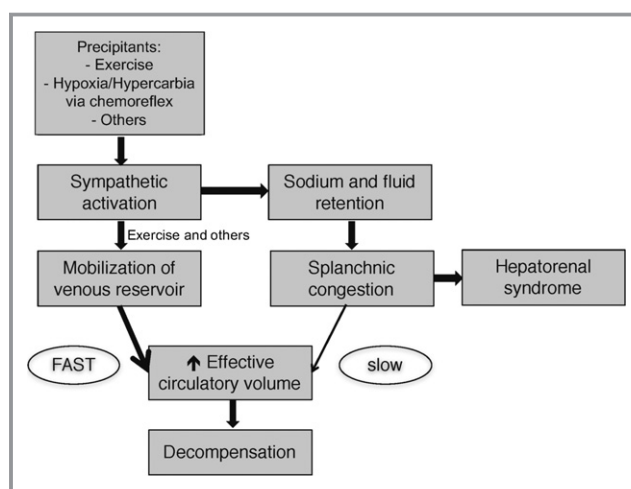 Precipitants:
- Exercise
- Hypoxia/Hypercarbia
via chemoreflex
- Others
Sympathetic
activation
Sodium and fluid
retention
Exercise and others
Mobilization of
venous reservoir
Splanchnic
congestion
Hepatorenal
syndrome
FAST
↑ Effective
circulatory volume
slow
Decompensation